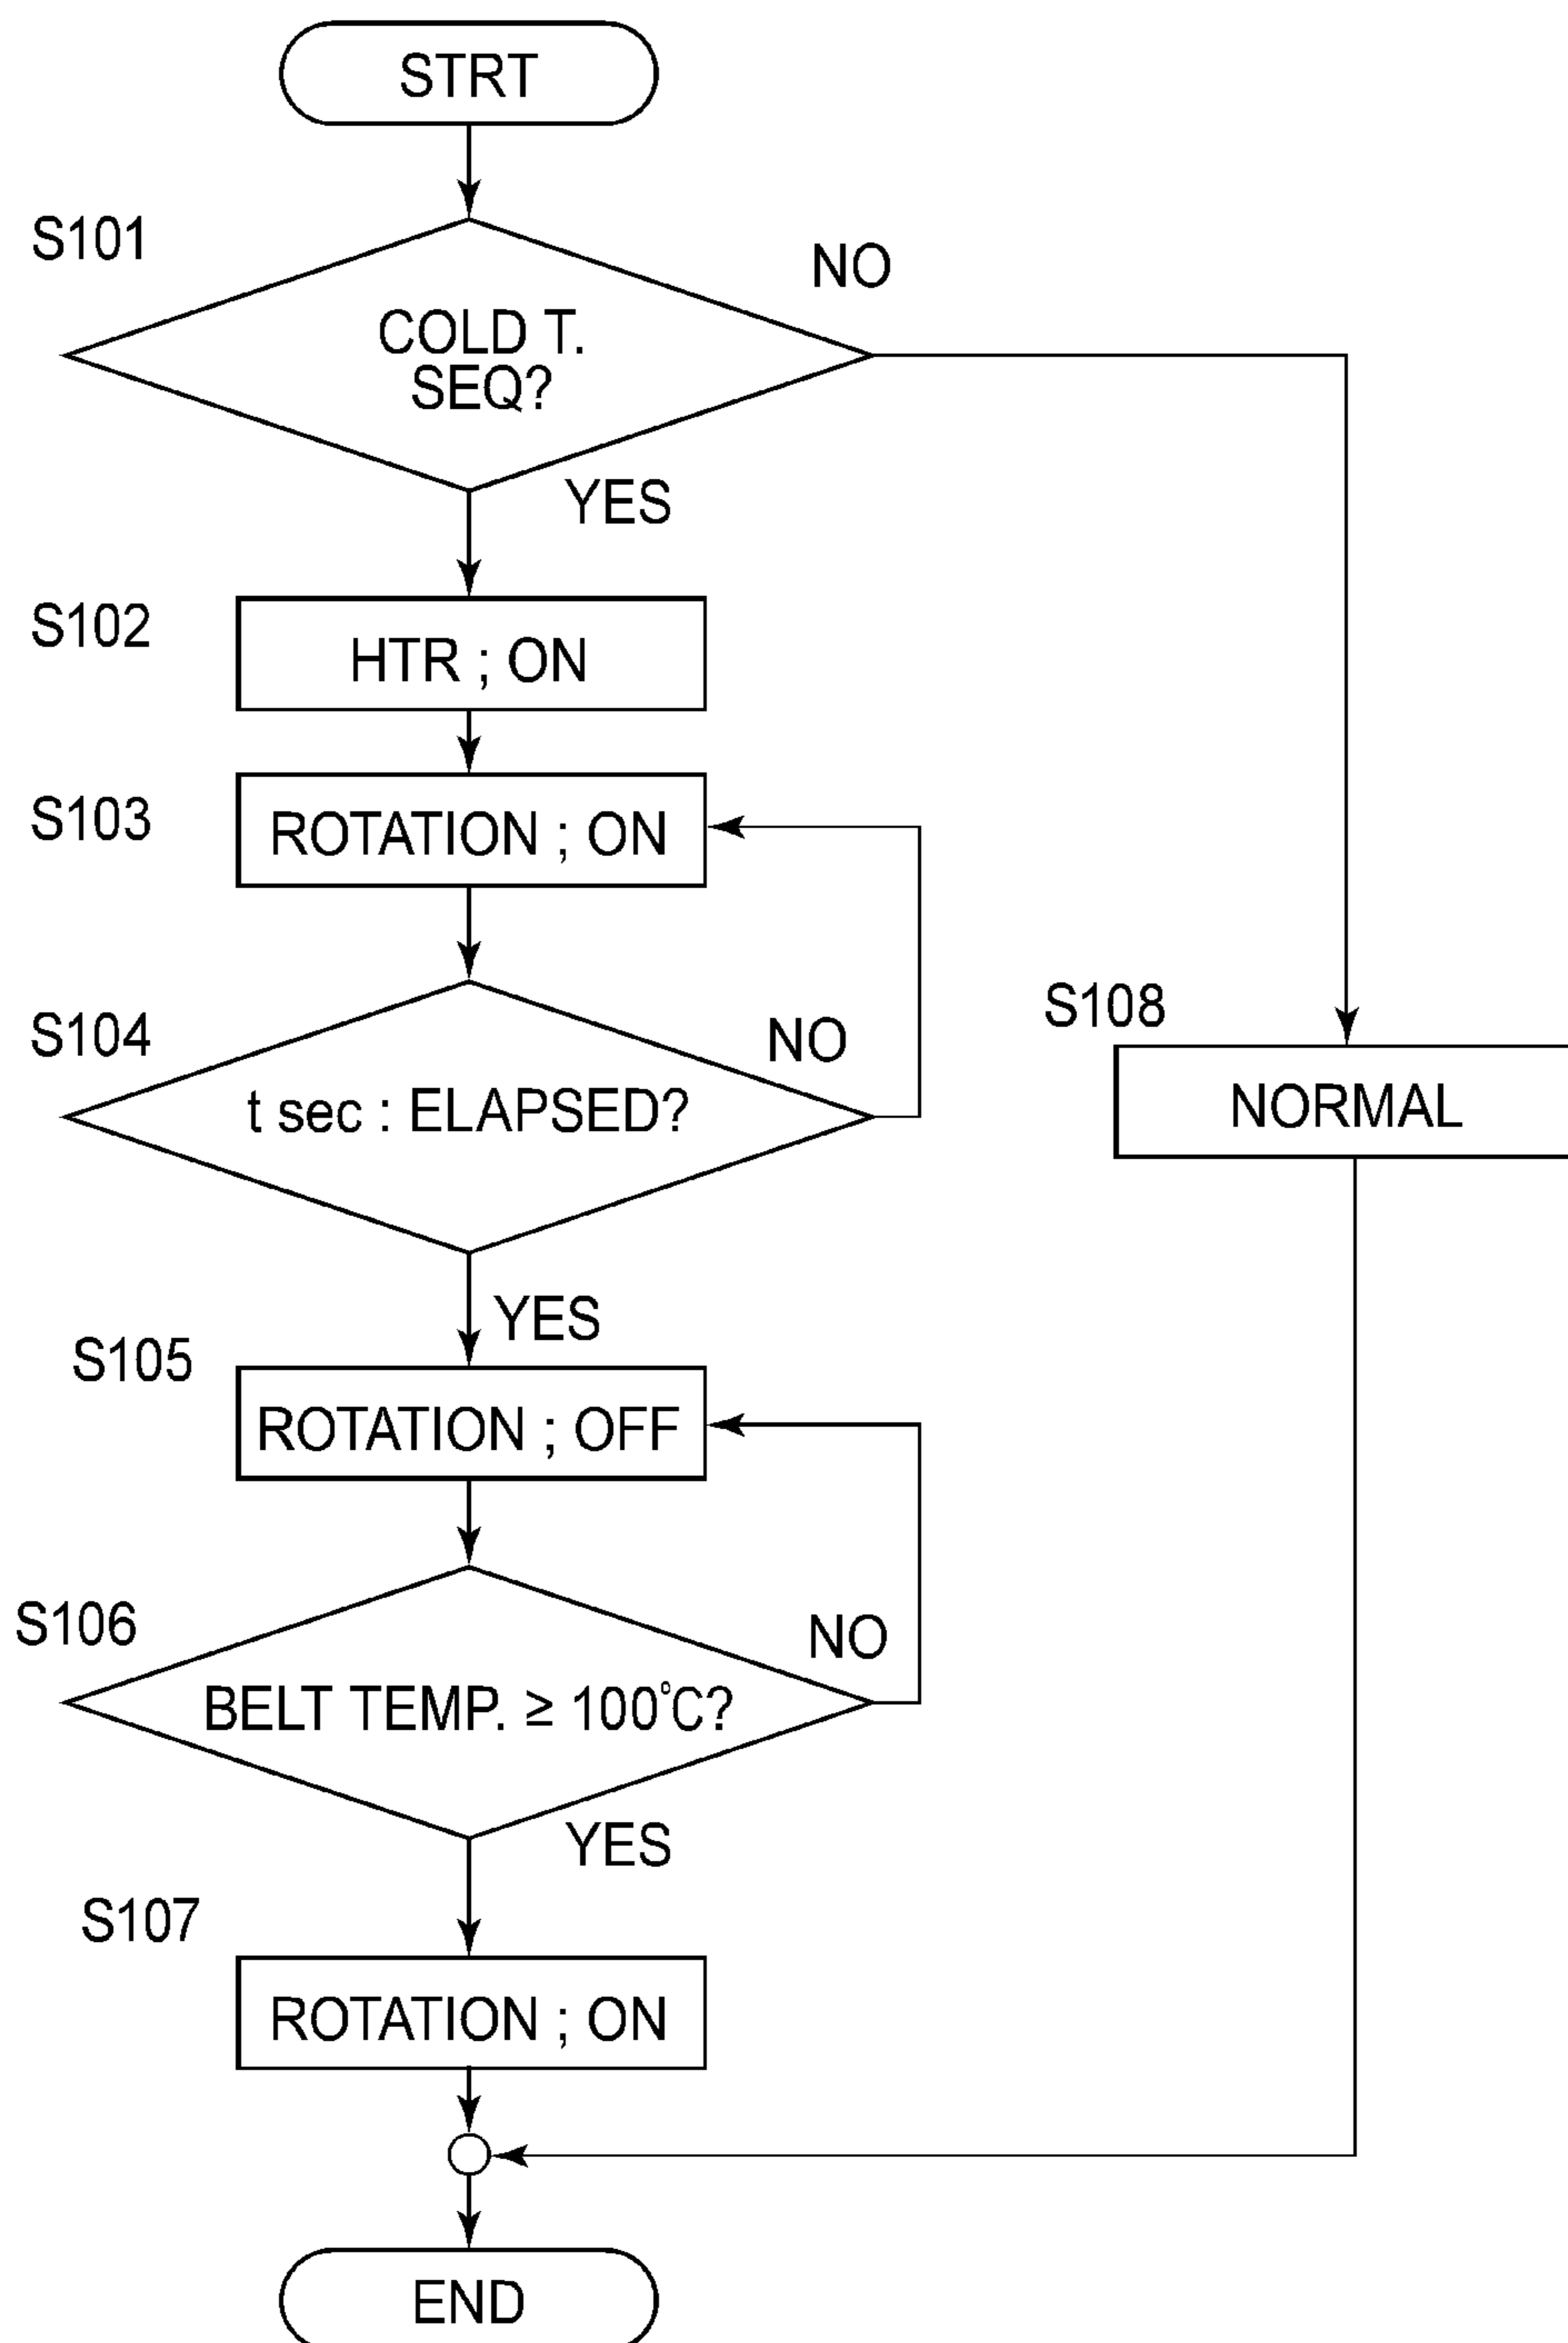 STRT
S101
NO
COLD T.
SEQ?
YES
S102
HTR ; ON
S103
ROTATION ; ON
S104
NO
t sec : ELAPSED?
S108
NORMAL
YES
S105
ROTATION ; OFF
S106
NO
BELT TEMP. ≥ 100°C?
YES
S107
ROTATION ; ON
END